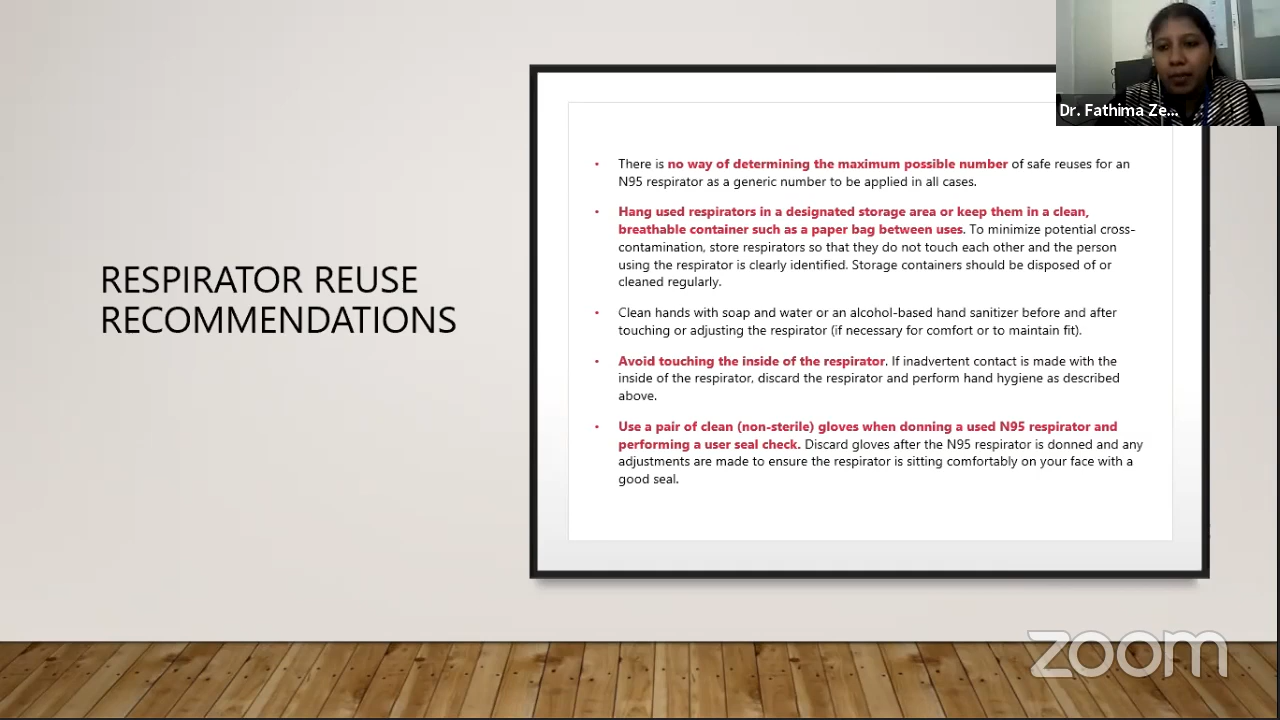 Dr. Fathima Ze...
RESPIRATOR REUSE
RECOMMENDATIONS
• There is no way of determining the maximum possible number of safe reuses for an
N95 respirator as a generic number to be applied in all cases.
• Hang used respirators in a designated storage area or keep them in a clean,
breathable container such as a paper bag between uses. To minimize potential cross-
contamination, store respirators so that they do not touch each other and the person
using the respirator is clearly identified. Storage containers should be disposed of or
cleaned regularly.
• Clean hands with soap and water or an alcohol-based hand sanitizer before and after
touching or adjusting the respirator (if necessary for comfort or to maintain fit).
• Avoid touching the inside of the respirator. If inadvertent contact is made with the
inside of the respirator, discard the respirator and perform hand hygiene as described
above.
• Use a pair of clean (non-sterile) gloves when donning a used N95 respirator and
performing a user seal check. Discard gloves after the N95 respirator is donned and any
adjustments are made to ensure the respirator is sitting comfortably on your face with a
good seal.
zoom